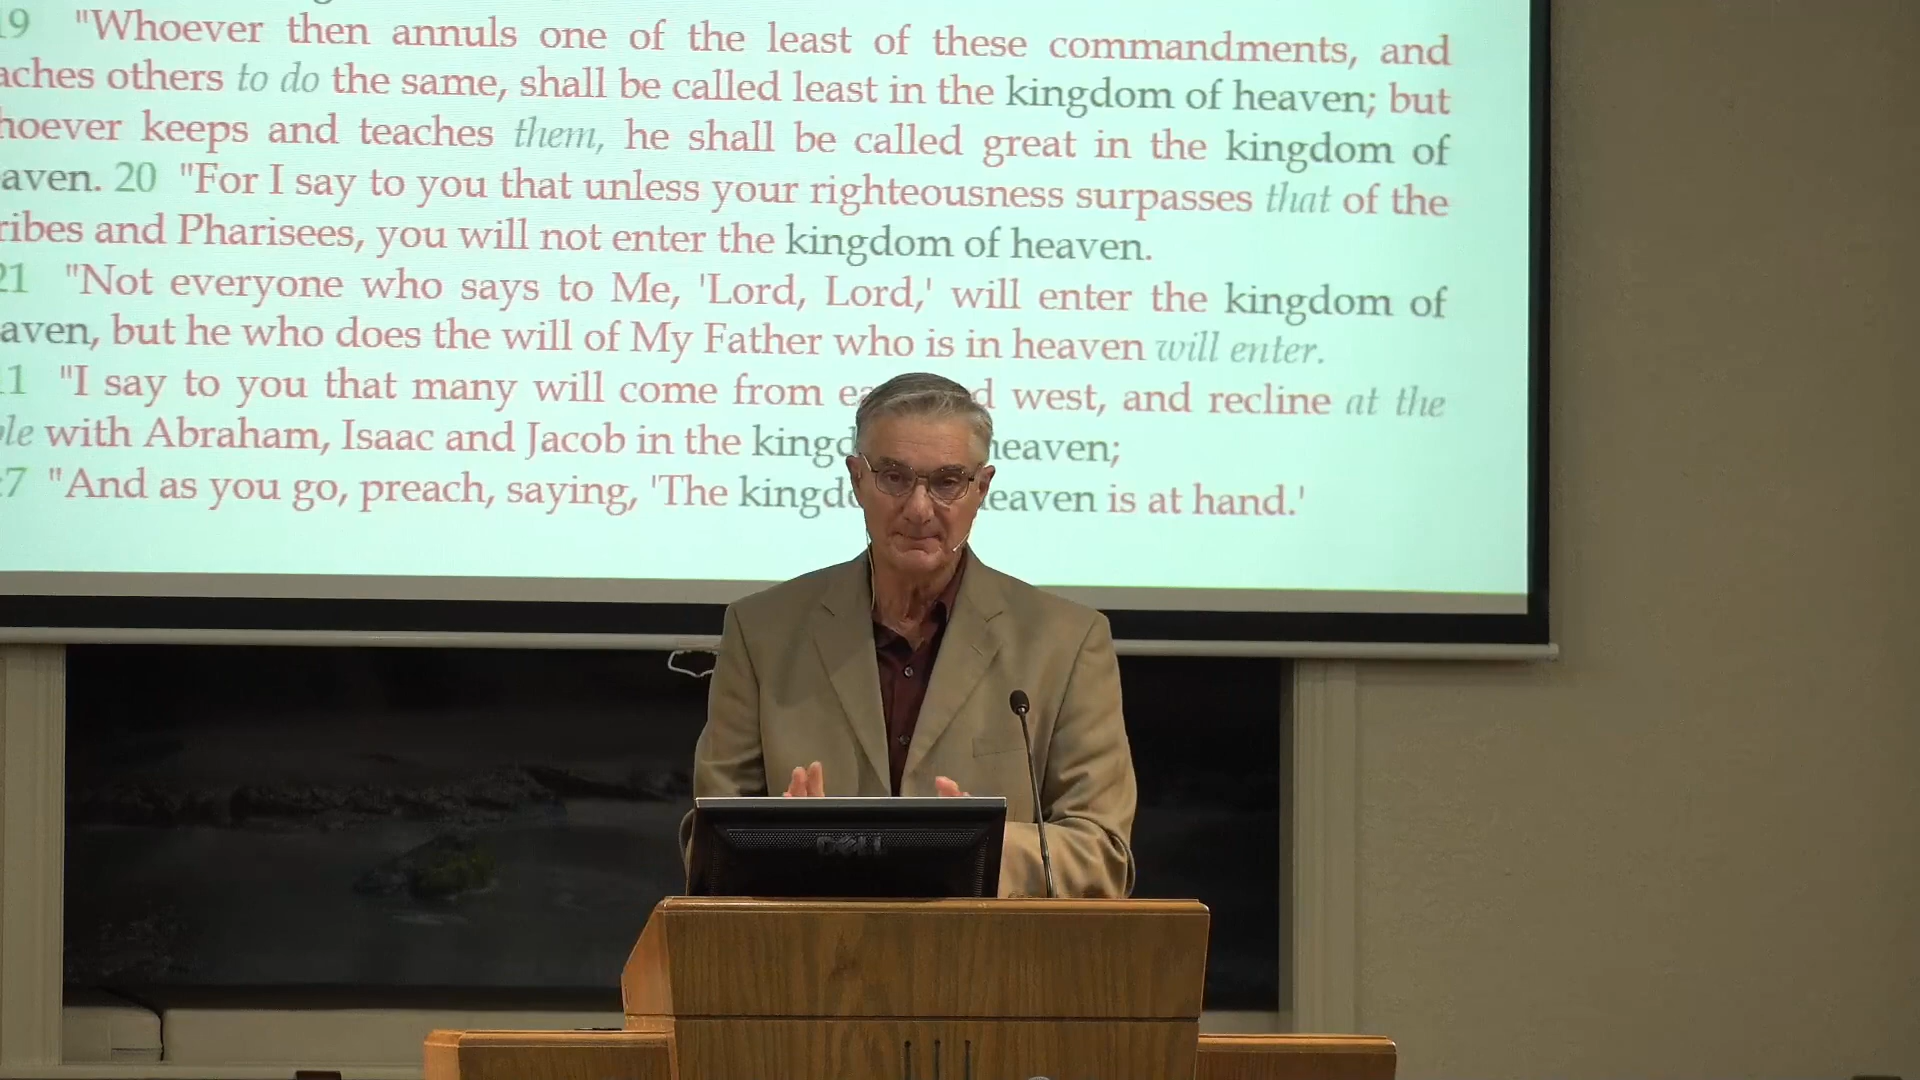 19 "Whoever then annuls one of the least of these commandments, and
aches others to do the same, shall be called least in the kingdom of heaven; but
hoever keeps and teaches them, he shall be called great in the kingdom of
aven. 20 "For I say to you that unless your righteousness surpasses that of the
ribes and Pharisees, you will not enter the kingdom of heaven.
21 "Not everyone who says to Me, 'Lord, Lord,' will enter the kingdom of
aven, but he who does the will of My Father who is in heaven will enter.
11 "I say to you that many will come from ea d west, and recline at the
le with Abraham, Isaac and Jacob in the kingd heaven;
:7 "And as you go, preach, saying, 'The kingdo heaven is at hand.'
DELL